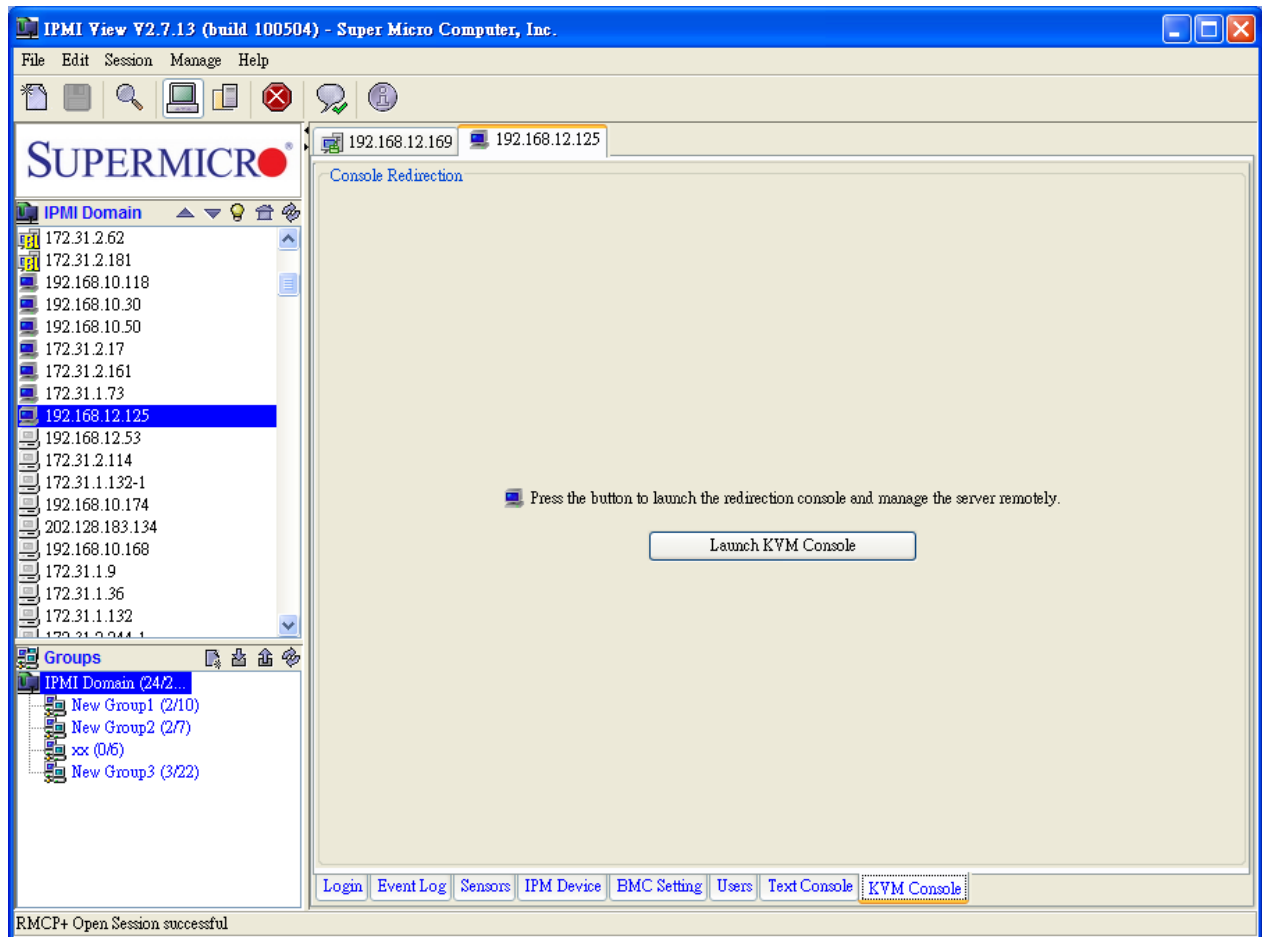 IPMI View V2.7.13 (build 100504) - Super Micro Computer, Inc.
File Edit Session Manage Help
SUPERMICRO
192.168.12.169 192.168.12.125
Console Redirection
IPMI Domain
172.31.2.62
172.31.2.181
192.168.10.118
192.168.10.30
192.168.10.50
172.31.2.17
172.31.2.161
172.31.1.73
192.168.12.125
192.168.12.53
172.31.2.114
172.31.1.132-1
192.168.10.174
202.128.183.134
192.168.10.168
172.31.1.9
172.31.1.36
172.31.1.132
Groups
IPMI Domain (24/2...
New Group1 (2/10)
New Group2 (2/7)
xx (0/6)
New Group3 (3/22)
Press the button to launch the redirection console and manage the server remotely.
Launch KVM Console
Login Event Log Sensors IPM Device BMC Setting Users Text Console KVM Console
RMCP+ Open Session successful